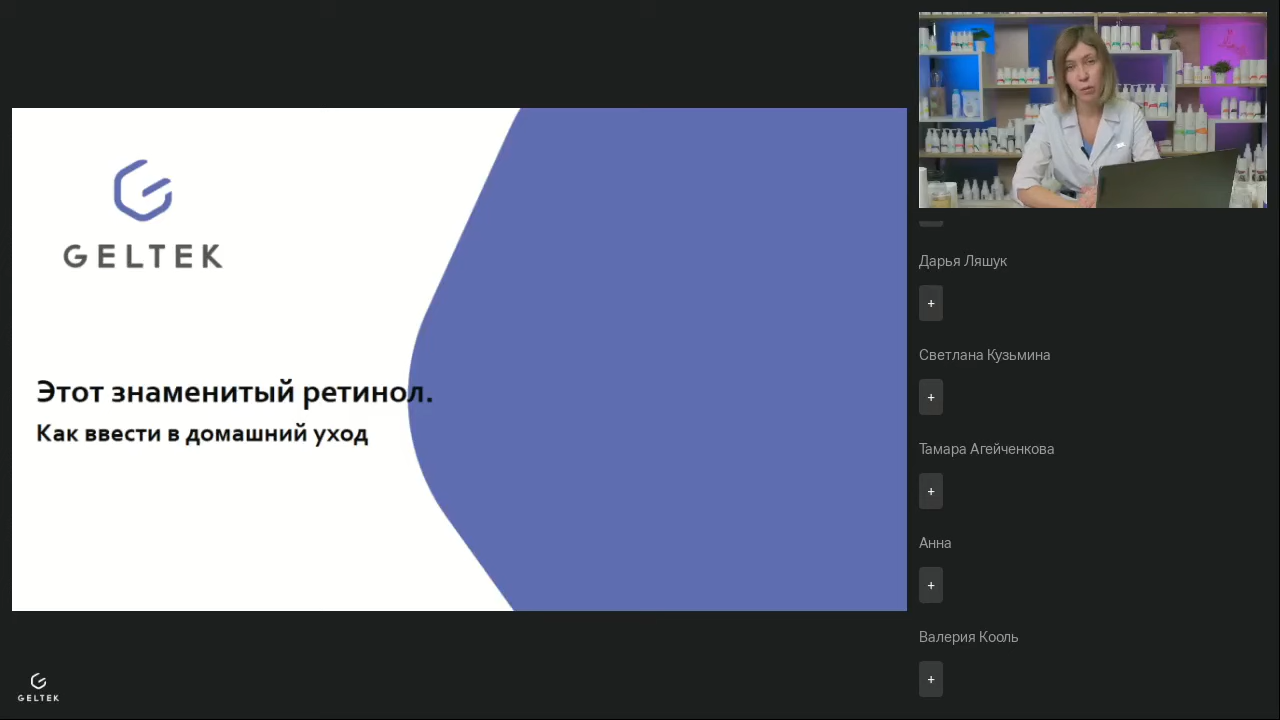 GELTEK
Этот знаменитый ретинол.
Как ввести в домашний уход
Дарья Ляшук
+
Светлана Кузьмина
+
Тамара Агейченкова
+
Анна
+
Валерия Кооль
+
GELTEK